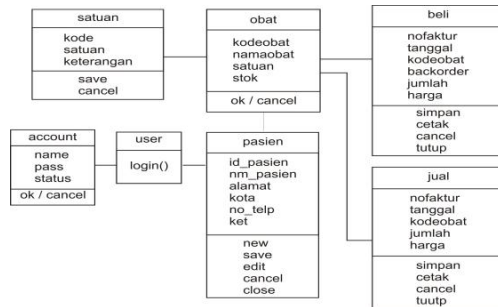 satuan
kode
satuan
keterangan
save
cancel
obat
kodeobat
namaobat
satuan
stok
ok / cancel
beli
nofaktur
tanggal
kodeobat
backorder
jumlah
harga
simpan
cetak
cancel
tutup
account
name
pass
status
ok / cancel
user
login()
pasien
id_pasien
nm_pasien
alamat
kota
no_telp
ket
new
save
edit
cancel
close
jual
nofaktur
tanggal
kodeobat
jumlah
harga
simpan
cetak
cancel
tuutp